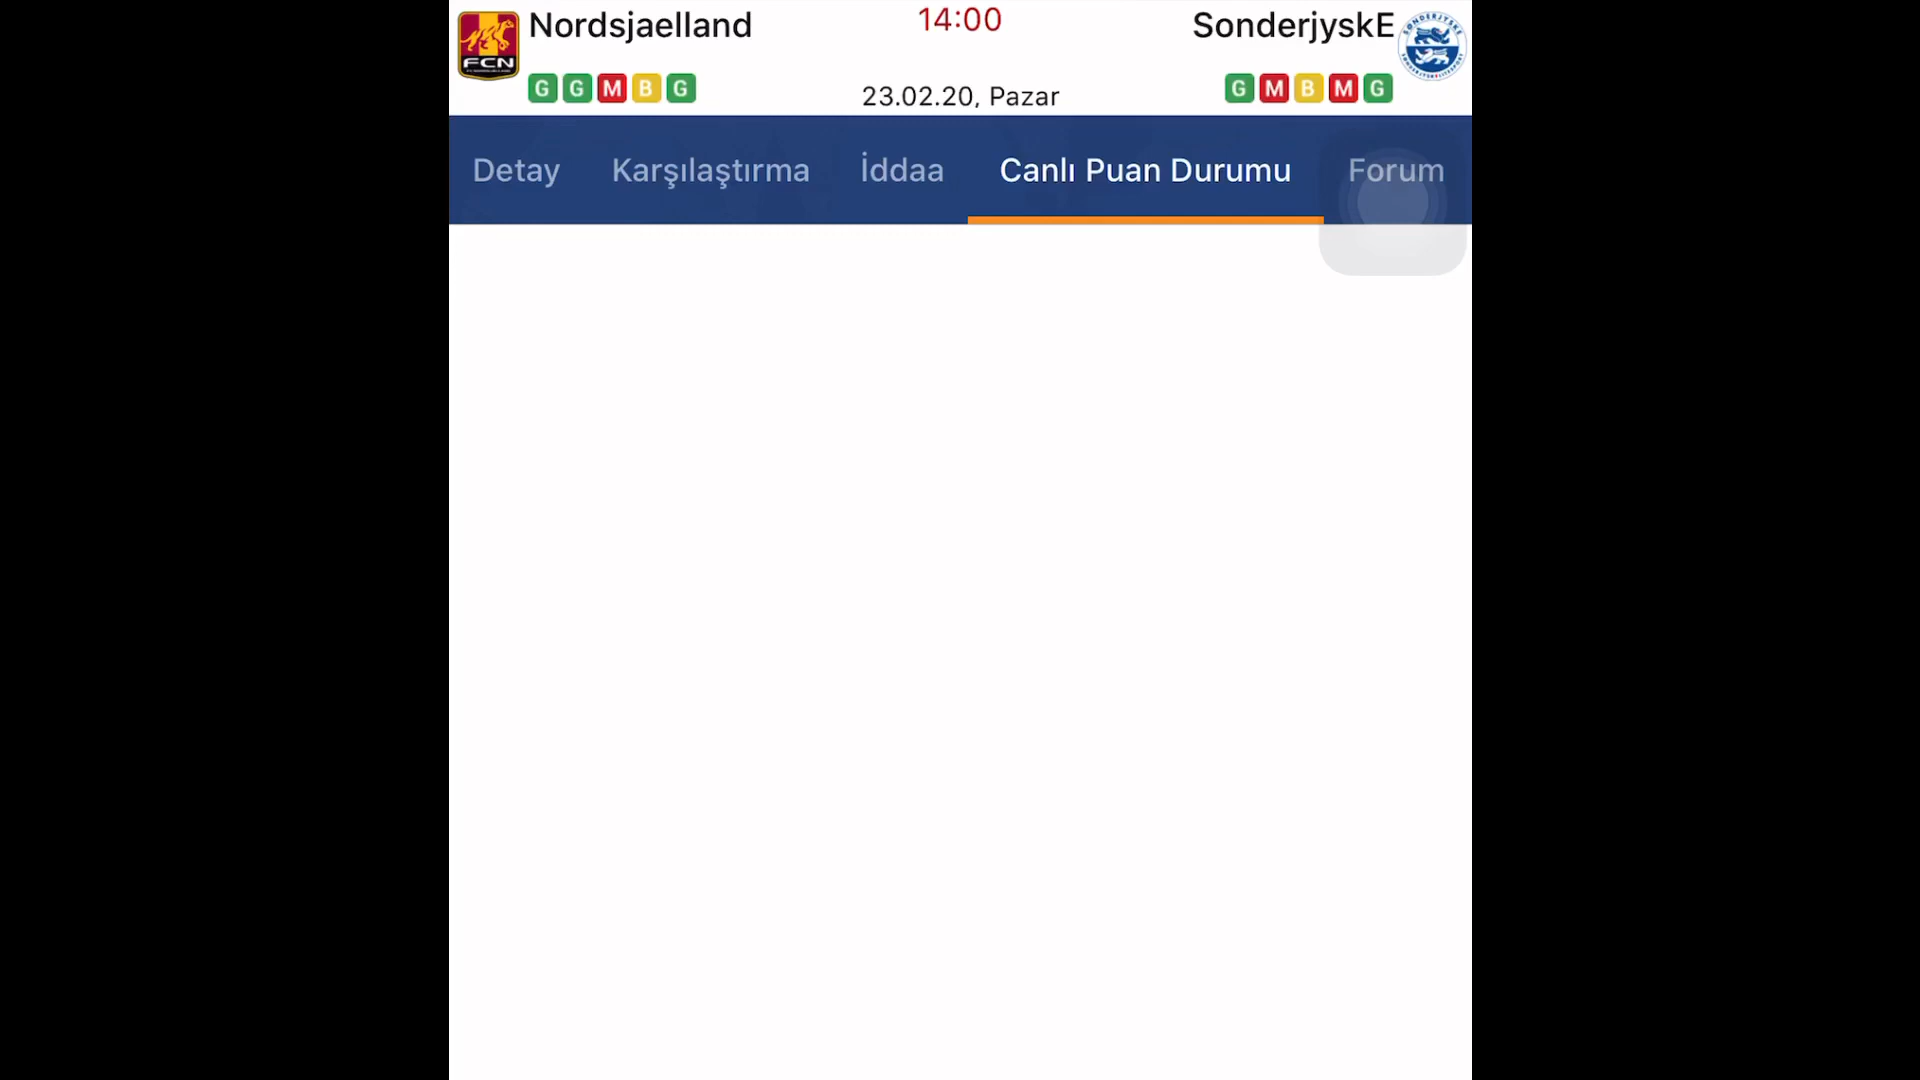 Nordsjaelland 14:00 SonderjyskE
FCN
G G M B G 23.02.20, Pazar G M B M G
Detay Karşılaştırma İddaa Canlı Puan Durumu Forum